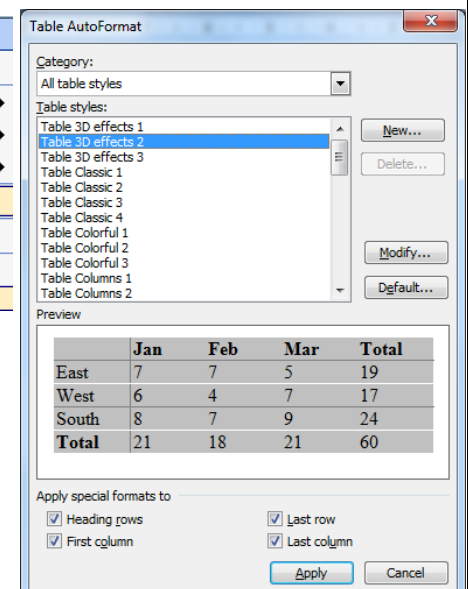 Table AutoFormat
Category:
All table styles
Table styles:
Table 3D effects 1
Table 3D effects 2
Table 3D effects 3
Table Classic 1
Table Classic 2
Table Classic 3
Table Classic 4
Table Colorful 1
Table Colorful 2
Table Colorful 3
Table Columns 1
Table Columns 2
New...
Delete...
Modify...
Default...
Preview
Jan Feb Mar Total
East 7 7 5 19
West 6 4 7 17
South 8 7 9 24
Total 21 18 21 60
Apply special formats to
Heading rows Last row
First column Last column
Apply Cancel